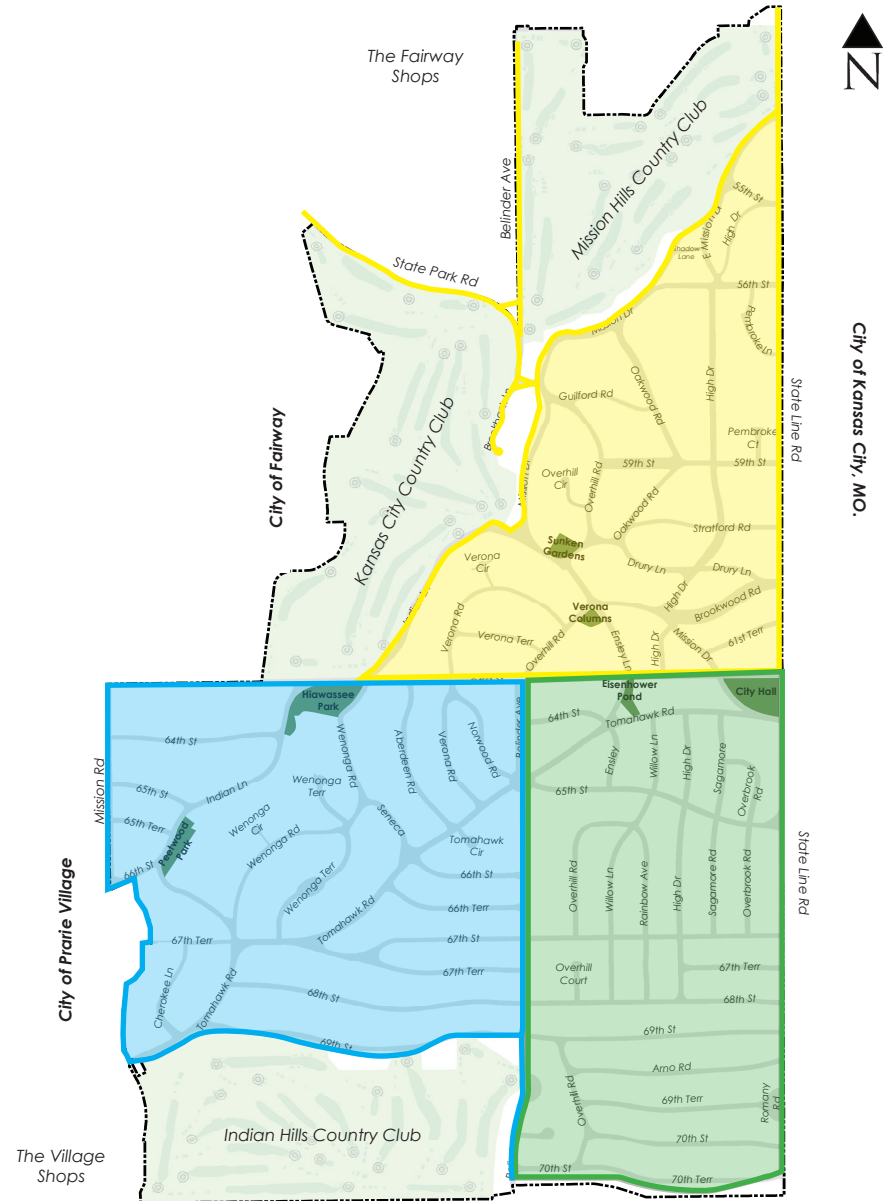 The Fairway
Shops
N
Belinder Ave
Mission Hills Country Club
State Park Rd
55th St
E Mission Dr
High Dr
Shadow
Lane
56th St
Pembroke Ln
Mission Dr
Oakwood Rd
High Dr
City of Kansas City, MO.
State Line Rd
Guilford Rd
City of Fairway
Kansas City Country Club
Mission Dr
Pembroke
Ct
59th St
59th St
Overhill
Cir
Overhill Rd
Oakwood Rd
Stratford Rd
Sunken
Gardens
Verona
Cir
Drury Ln
Drury Ln
High Dr
Brookwood Rd
Verona
Columns
Verona Rd
Verona Terr
Overhill Rd
Ensley Ln
High Dr
Mission Dr
61st Terr
Hiawassee
Park
Belinder Ave
Eisenhower
Pond
City Hall
64th St
64th St
Tomahawk Rd
Wenonga Rd
Aberdeen Rd
Verona Rd
Norwood Rd
Ensley
Willow Ln
High Dr
Sagamore
Overbrook
Rd
Mission Rd
65th St
Indian Ln
Wenonga
Terr
65th St
65th Terr
Peetwood
Park
Wenonga
Cir
Wenonga Rd
Seneca
Tomahawk
Cir
State Line Rd
66th St
Wenonga Terr
66th St
Overhill Rd
Willow Ln
Rainbow Ave
High Dr
Sagamore Rd
Overbrook Rd
City of Prarie Village
Tomahawk Rd
66th Terr
67th Terr
67th St
67th Terr
Overhill
Court
67th Terr
Cherokee Ln
Tomahawk Rd
68th St
68th St
69th St
69th St
Arno Rd
Overhill Rd
69th Terr
Romany
Rd
Indian Hills Country Club
70th St
The Village
Shops
70th St
70th Terr